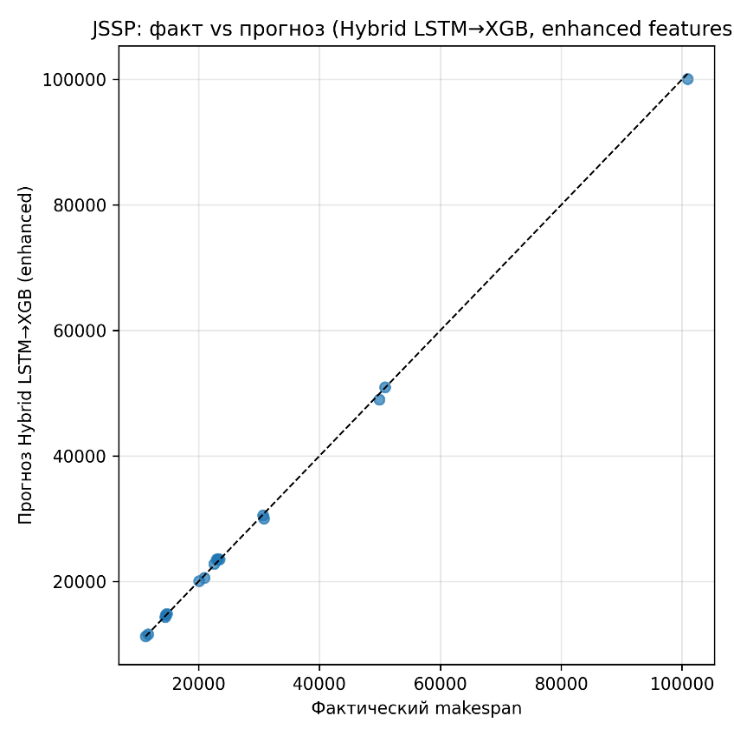 JSSP: факт vs прогноз (Hybrid LSTM→XGB, enhanced features
100000
80000
60000
40000
20000
Прогноз Hybrid LSTM→XGB (enhanced)
20000 40000 60000 80000 100000
Фактический makespan